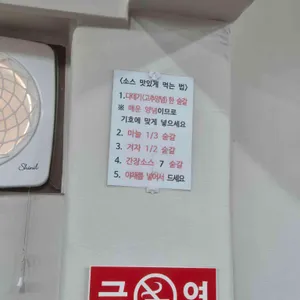 <소스 맛있게 먹는 법>
1.다대기(고추양념) 한 숟갈
※ 매운 양념이므로
기호에 맞게 넣으세요
2. 마늘 1/3 숟갈
3. 겨자 1/2 숟갈
4. 간장소스 7 숟갈
5. 야채를 넣어서 드세요
Shinil
금 연